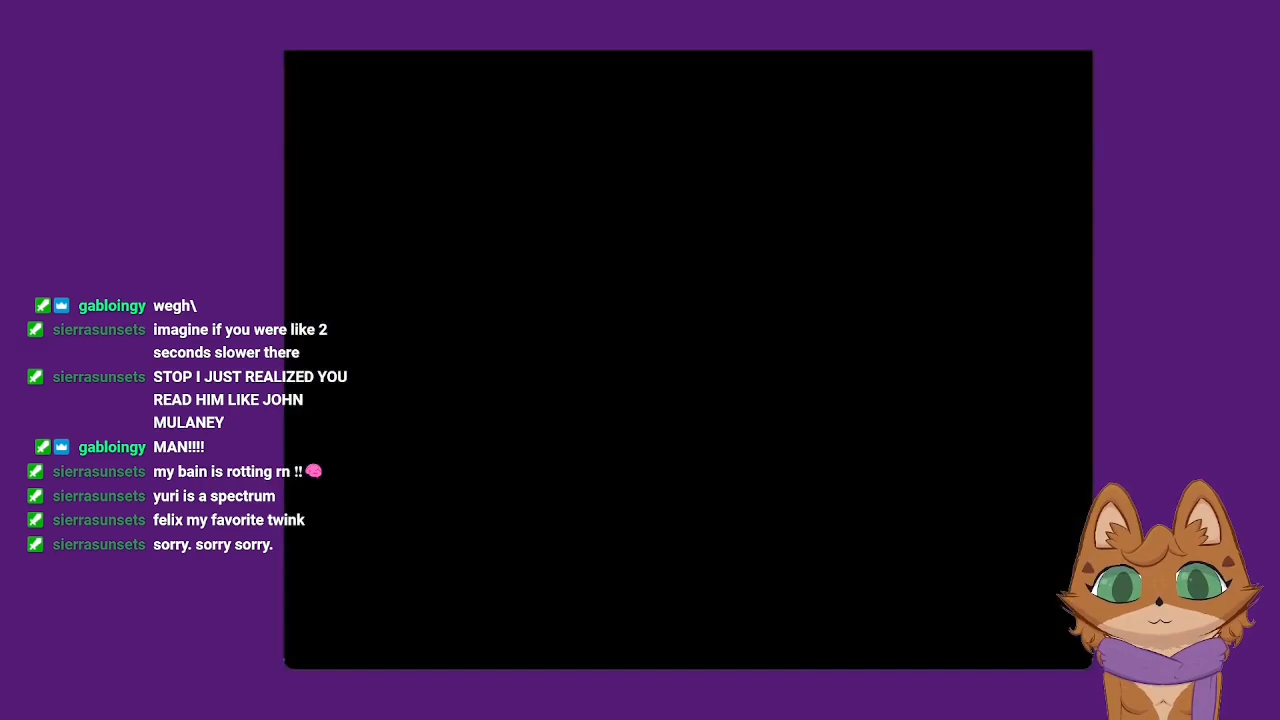 gabloingy wegh\
sierrasunsets imagine if you were like 2
seconds slower there
sierrasunsets STOP I JUST REALIZED YOU
READ HIM LIKE JOHN
MULANEY
gabloingy MAN!!!!
sierrasunsets my bain is rotting rn ‼🧠
sierrasunsets yuri is a spectrum
sierrasunsets felix my favorite twink
sierrasunsets sorry. sorry sorry.